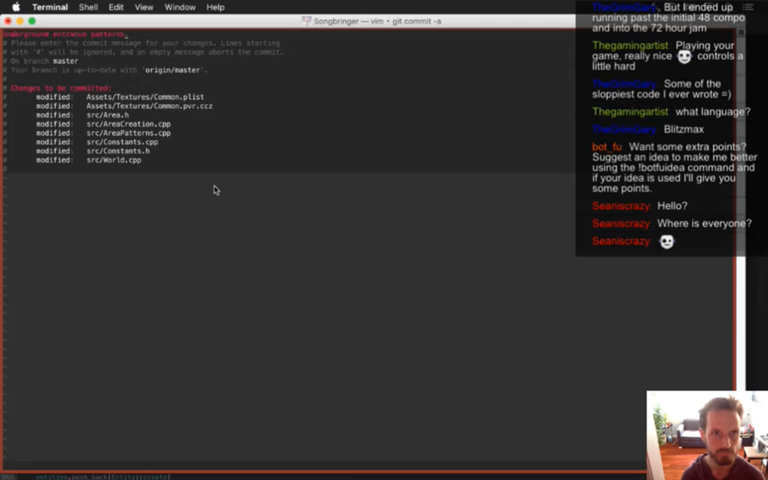 Terminal Shell Edit View Window Help
Songbringer — vim • git commit -a
Underground entrance patterns.
# Please enter the commit message for your changes. Lines starting
# with '#' will be ignored, and an empty message aborts the commit.
# On branch master
# Your branch is up-to-date with 'origin/master'.
#
# Changes to be committed:
# modified: Assets/Textures/Common.plist
# modified: Assets/Textures/Common.pvr.ccz
# modified: src/Area.h
# modified: src/AreaCreation.cpp
# modified: src/AreaPatterns.cpp
# modified: src/Constants.cpp
# modified: src/Constants.h
# modified: src/World.cpp
#
But I ended up
running past the initial 48 compo
and into the 72 hour jam
Thegamingartist Playing your
game, really nice controls a
little hard
Some of the
sloppiest code I ever wrote =)
Thegamingartist what language?
Blitzmax
bot_fu Want some extra points?
Suggest an idea to make me better
using the !botfuidea command and
if your idea is used I'll give you
some points.
Seaniscrazy Hello?
Seaniscrazy Where is everyone?
Seaniscrazy